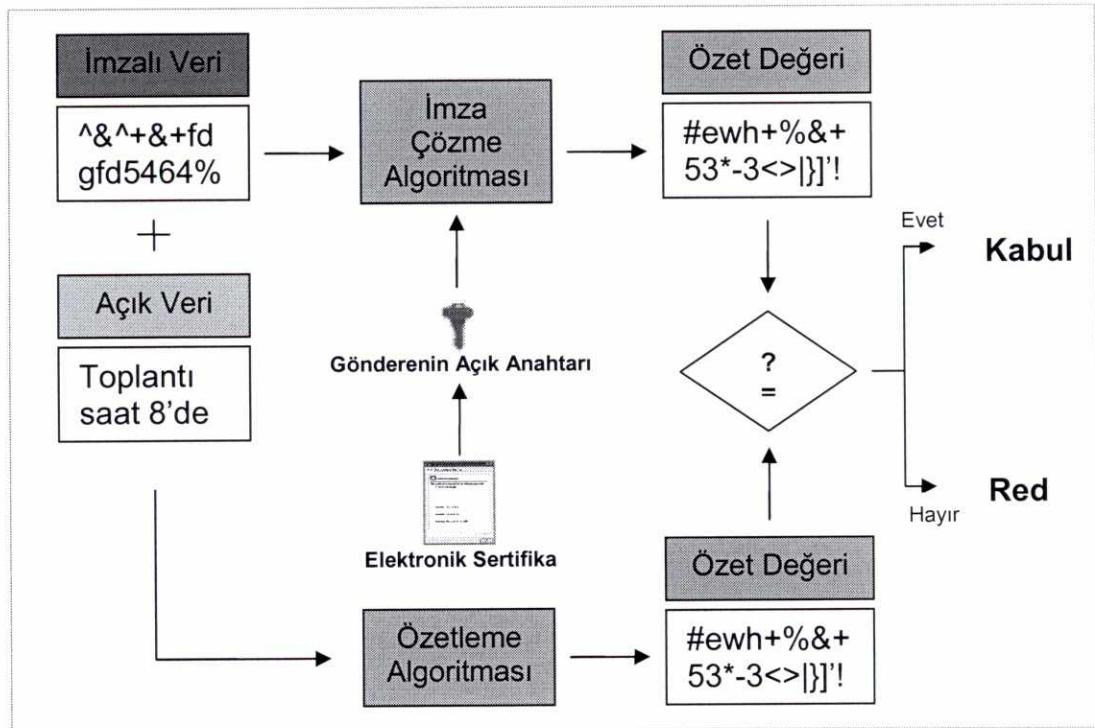 İmzalı Veri
^&^+&+fd
gfd5464%
+
Açık Veri
Toplantı
saat 8'de
İmza
Çözme
Algoritması
Gönderenin Açık Anahtarı
Elektronik Sertifika
Özetleme
Algoritması
Özet Değeri
#ewh+%&+
53*-3<>|}]'!
?
=
Özet Değeri
#ewh+%&+
53*-3<>|}]'!
Evet
Kabul
Red
Hayır